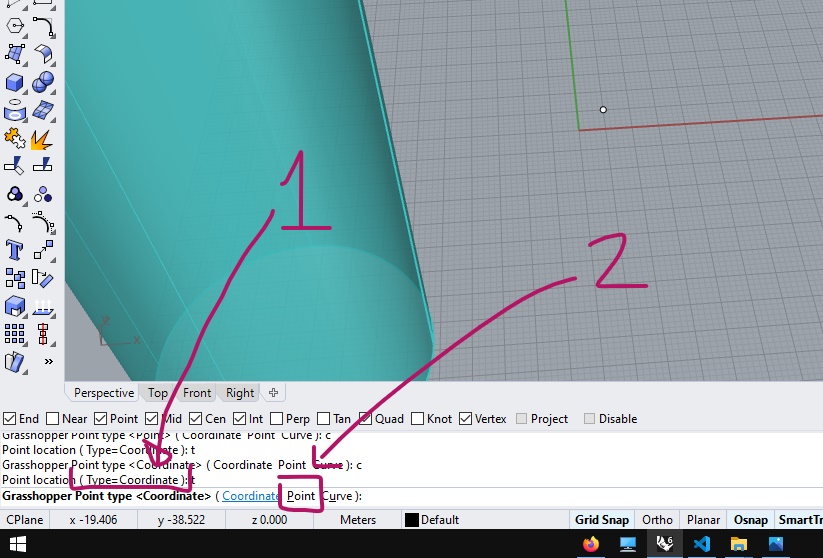 1
2
Perspective Top Front Right
End Near Point Mid Cen Int Perp Tan Quad Knot Vertex Project Disable
Grasshopper Point type <Point> ( Coordinate Point Curve ): c
Point location ( Type=Coordinate ): t
Grasshopper Point type <Coordinate> ( Coordinate Point Curve ): c
Point location ( Type=Coordinate ): t
Grasshopper Point type <Coordinate> ( Coordinate Point Curve ):
CPlane x -19.406 y -38.522 z 0.000 Meters Default Grid Snap Ortho Planar Osnap SmartTr